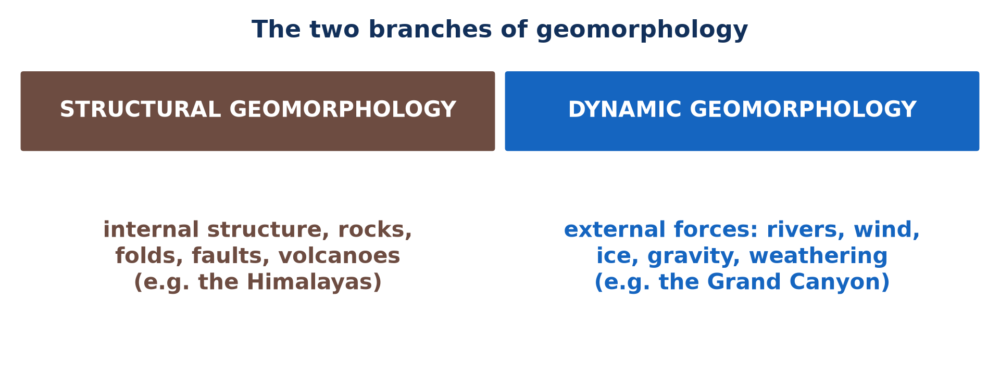 The two branches of geomorphology
STRUCTURAL GEOMORPHOLOGY
DYNAMIC GEOMORPHOLOGY
internal structure, rocks,
folds, faults, volcanoes
(e.g. the Himalayas)
external forces: rivers, wind,
ice, gravity, weathering
(e.g. the Grand Canyon)